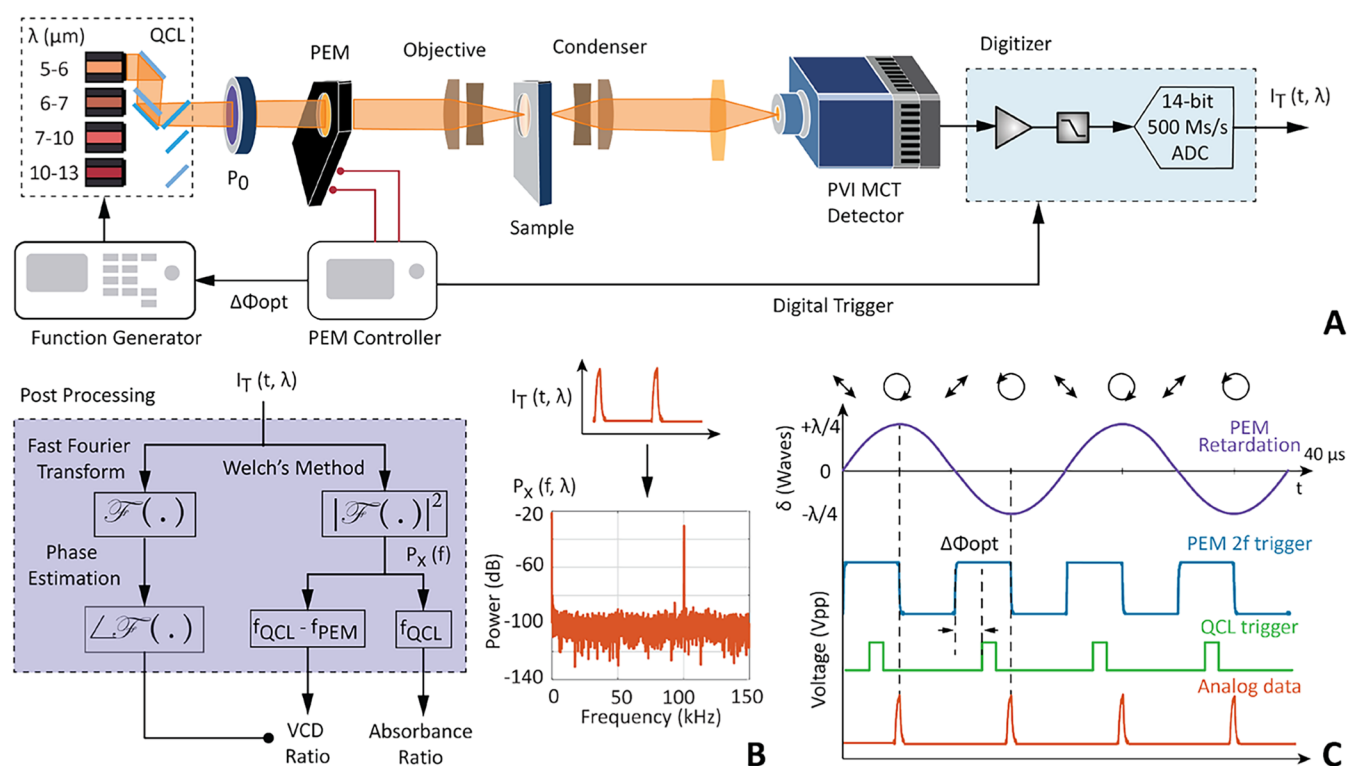 λ (µm)
QCL
5-6
6-7
7-10
10-13
P0
PEM
Objective
Sample
Condenser
PVI MCT
Detector
Digitizer
14-bit
500 Ms/s
ADC
IT (t, λ)
Function Generator
ΔΦopt
PEM Controller
Digital Trigger
A
Post Processing
IT (t, λ)
Fast Fourier
Transform
Welch's Method
ℱ(.)
|ℱ(.)|²
Phase
Estimation
Px (f)
∠ℱ(.)
fQCL - fPEM
fQCL
VCD
Ratio
Absorbance
Ratio
IT (t, λ)
Px (f, λ)
Power (dB)
-20
-60
-100
-140
0
50
100
150
Frequency (kHz)
B
δ (Waves)
+λ/4
0
-λ/4
PEM
Retardation
40 µs
t
ΔΦopt
PEM 2f trigger
QCL trigger
Analog data
Voltage (Vpp)
C